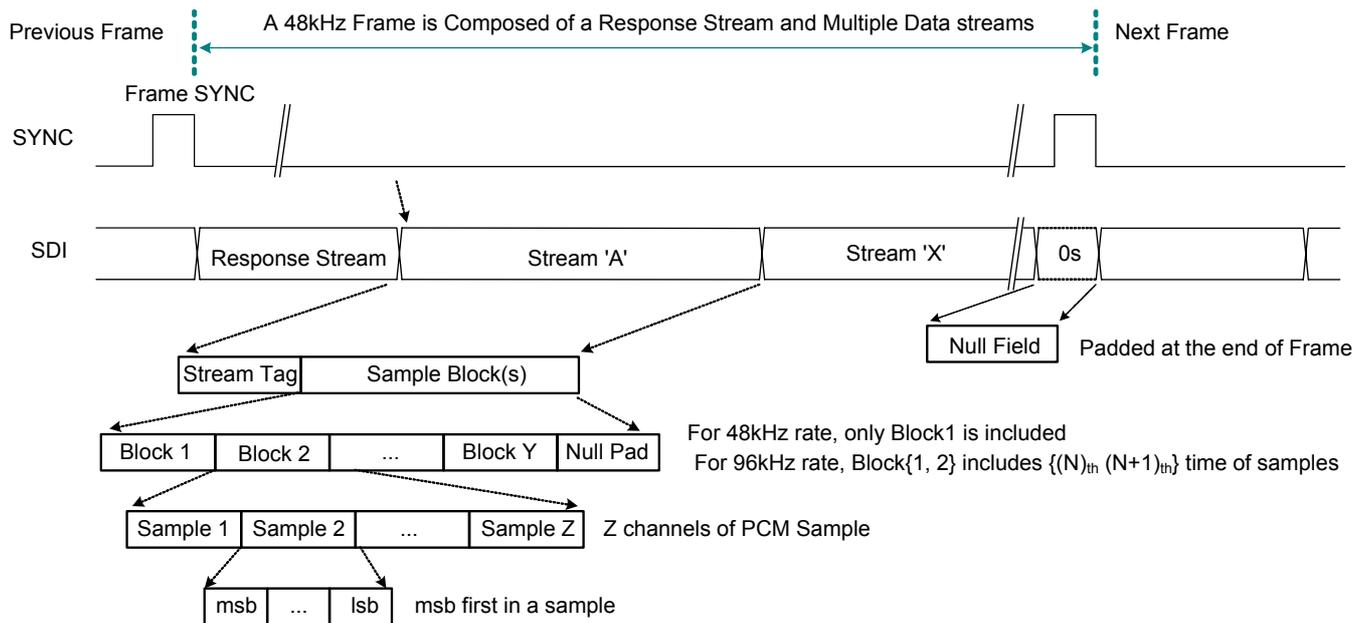 A 48kHz Frame is Composed of a Response Stream and Multiple Data streams
Previous Frame
Next Frame
Frame SYNC
SYNC
SDI
Response Stream
Stream 'A'
Stream 'X'
0s
Null Field
Padded at the end of Frame
Stream Tag
Sample Block(s)
Block 1
Block 2
...
Block Y
Null Pad
For 48kHz rate, only Block1 is included
For 96kHz rate, Block{1, 2} includes {(N)th (N+1)th} time of samples
Sample 1
Sample 2
...
Sample Z
Z channels of PCM Sample
msb
...
lsb
msb first in a sample